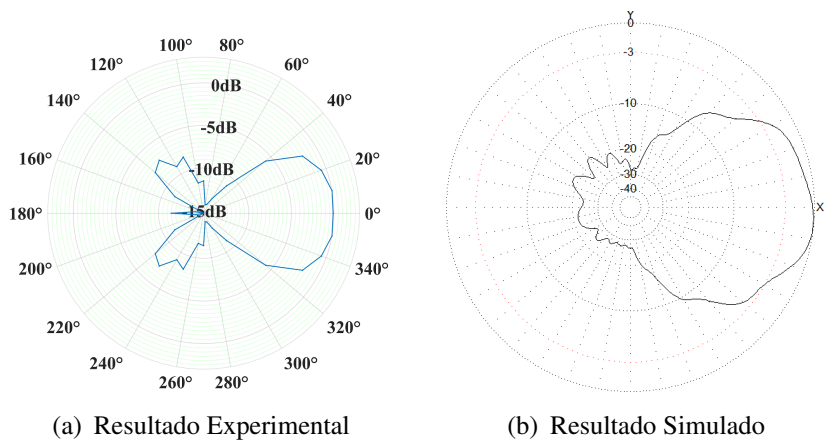 100° 80°
120° 60°
140° 40°
160° 20°
180° 0°
200° 340°
220° 320°
240° 300°
260° 280°
0dB
-5dB
-10dB
-15dB
(a) Resultado Experimental
Y
0
-3
-10
-20
-30
-40
X
(b) Resultado Simulado